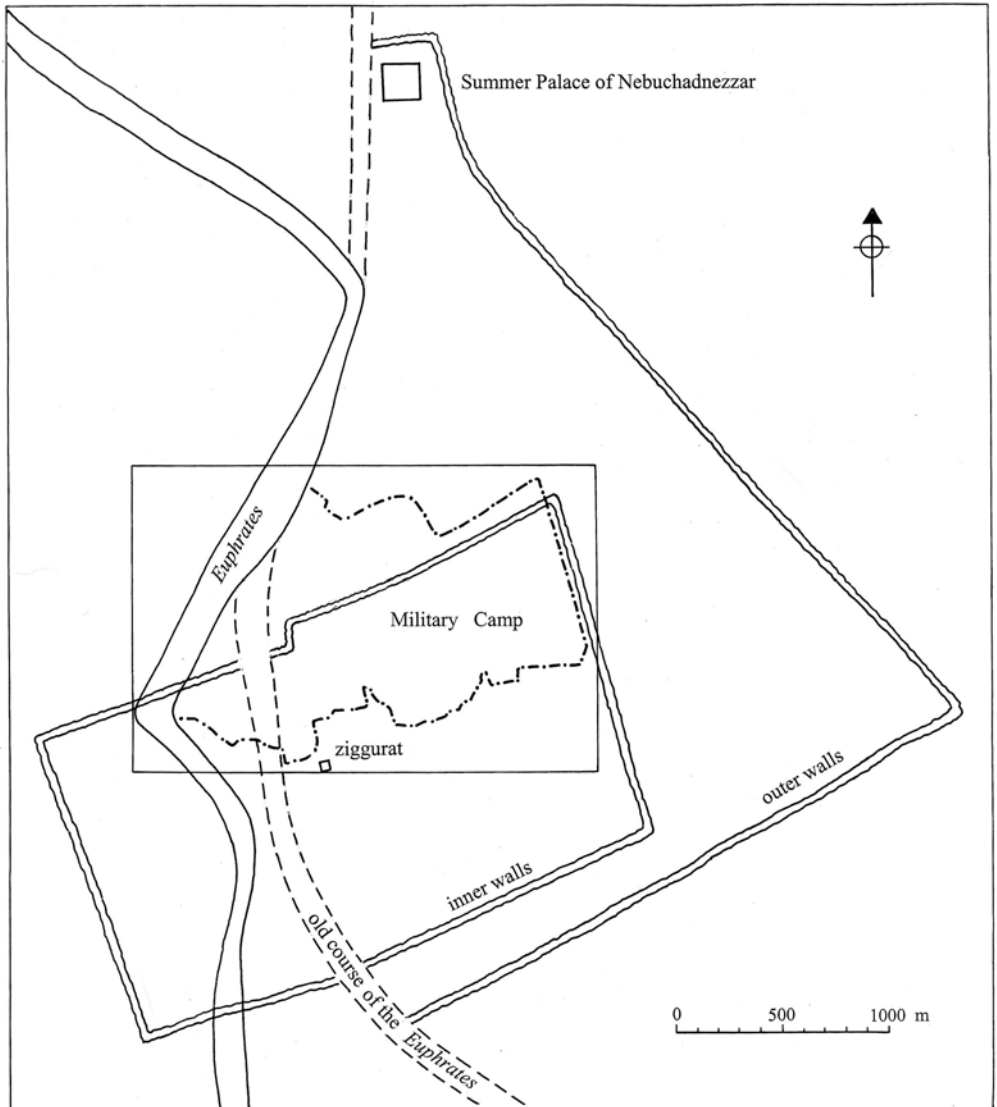 Summer Palace of Nebuchadnezzar
Euphrates
Military Camp
ziggurat
outer walls
inner walls
old course of the Euphrates
0 500 1000 m